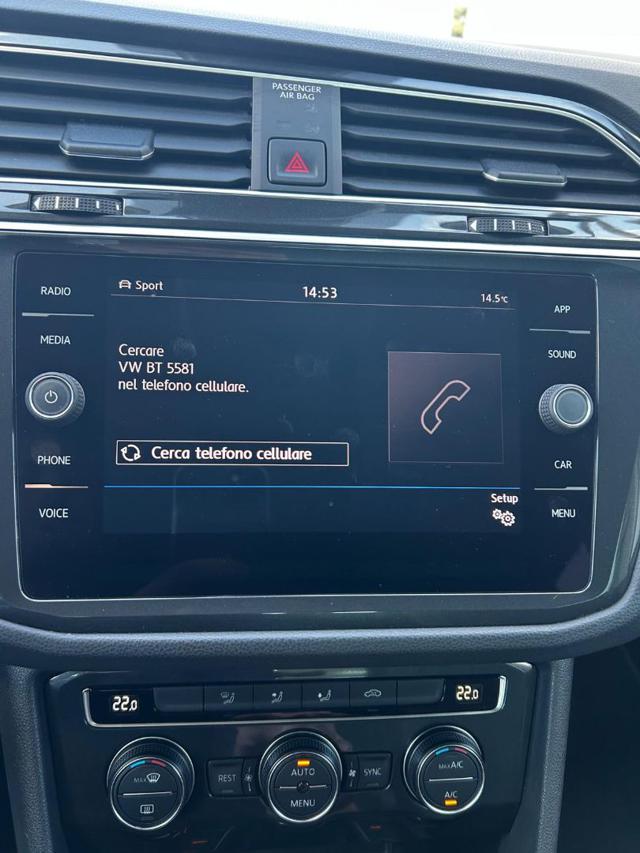 PASSENGER
AIR BAG
RADIO
MEDIA
PHONE
VOICE
Sport
14:53
14.5°C
Cercare
VW BT 5581
nel telefono cellulare.
Cerca telefono cellulare
Setup
APP
SOUND
CAR
MENU
22.0
22.0
MAX
REST
AUTO
MENU
SYNC
MAX A/C
A/C